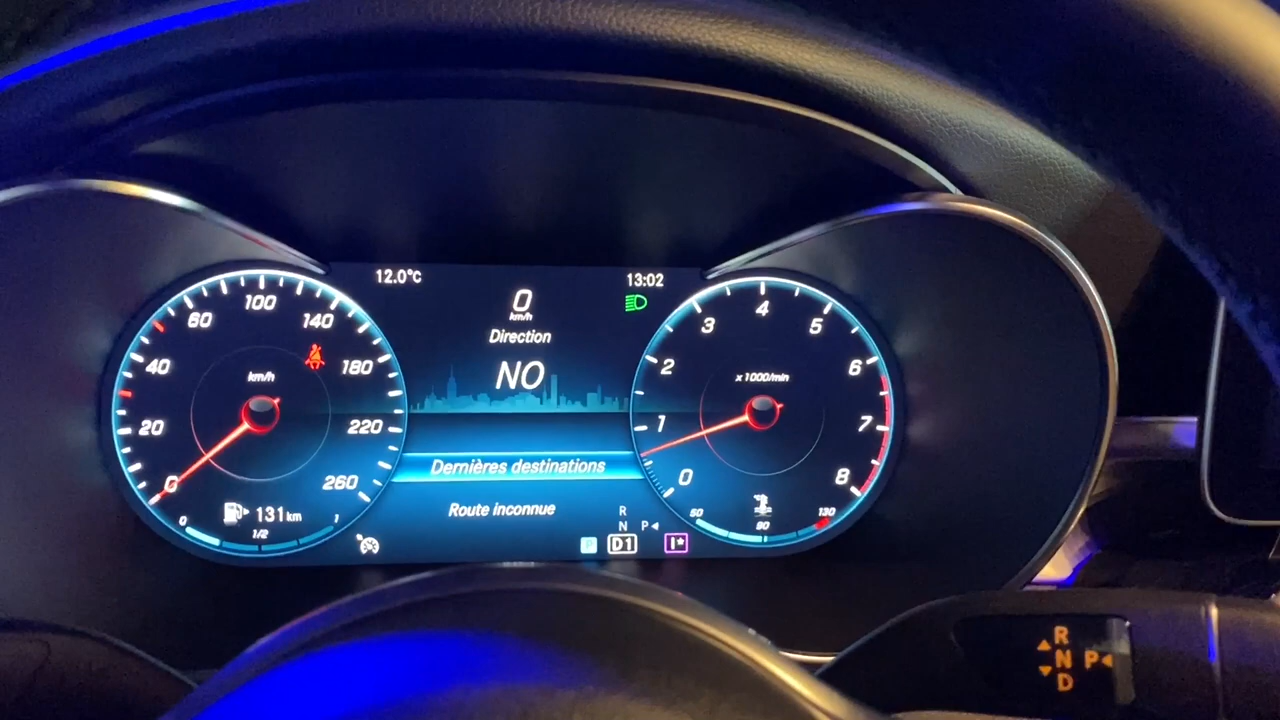 12.0°C
13:02
0
km/h
Direction
NO
Dernières destinations
Route inconnue
0
20
40
60
100
140
180
220
260
km/h
131 km
0
1/2
1
0
1
2
3
4
5
6
7
8
x 1000/min
50
90
130
R
N P◄
P
D1
I*
R
N P◄
D